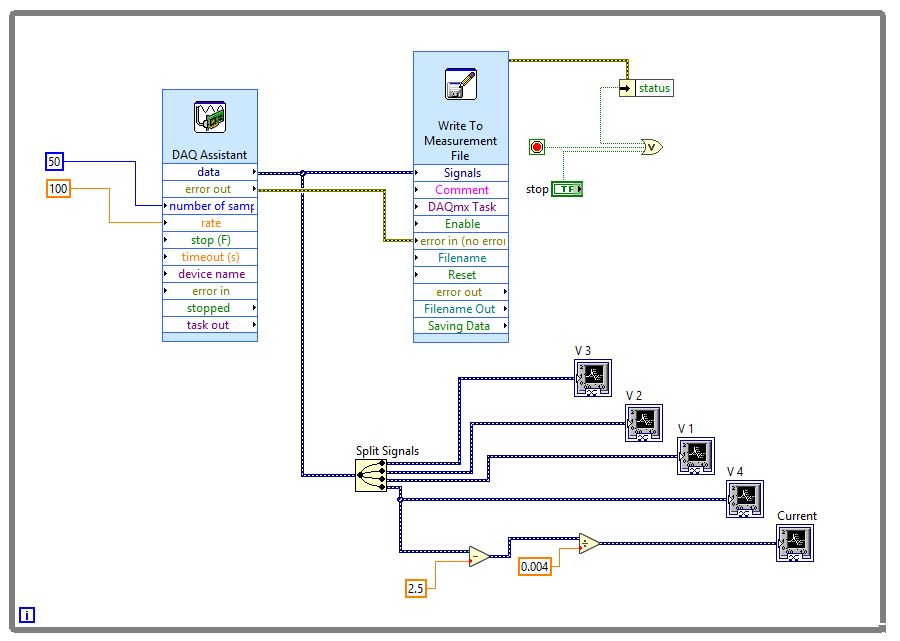 status
Write To
Measurement
File
DAQ Assistant
data
error out
number of samp
rate
stop (F)
timeout (s)
device name
error in
stopped
task out
50
100
Signals
Comment
DAQmx Task
Enable
error in (no erro
Filename
Reset
error out
Filename Out
Saving Data
V
stop
TF
V 3
V 2
V 1
V 4
Current
Split Signals
2.5
0.004
i